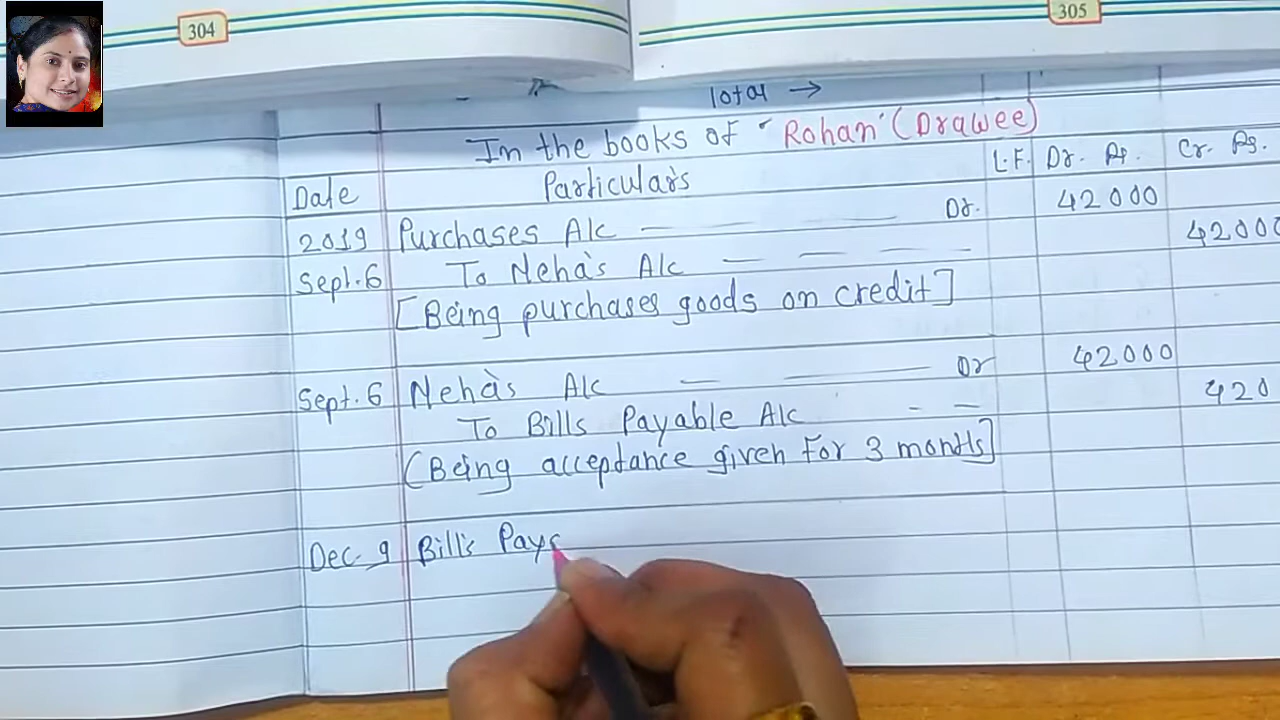 304
305
Total →
In the books of "Rohan" (Drawee)
Date Particulars L.F. Dr. Rs. Cr. Rs.
2019 Purchases A/c Dr. 42000
Sept. 6 To Neha's A/c 42000
[Being purchases goods on credit]
Sept. 6 Neha's A/c Dr 42000
To Bills Payable A/c 420
(Being acceptance given for 3 months]
Dec. 9 Bills Paya